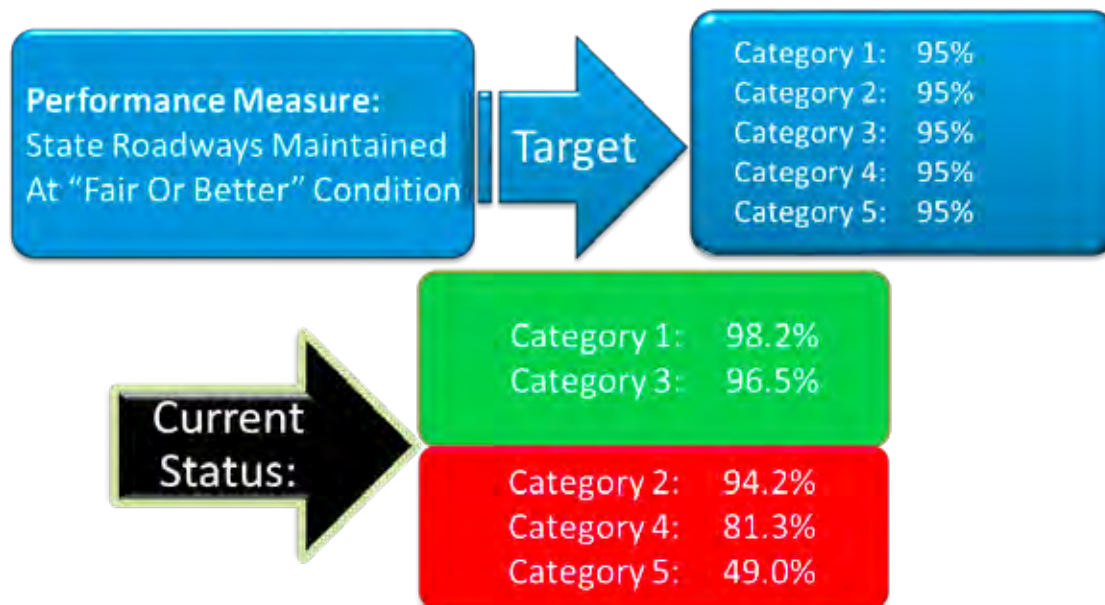 Performance Measure:
State Roadways Maintained
At “Fair Or Better” Condition
Target
Category 1: 95%
Category 2: 95%
Category 3: 95%
Category 4: 95%
Category 5: 95%
Current
Status:
Category 1: 98.2%
Category 3: 96.5%
Category 2: 94.2%
Category 4: 81.3%
Category 5: 49.0%